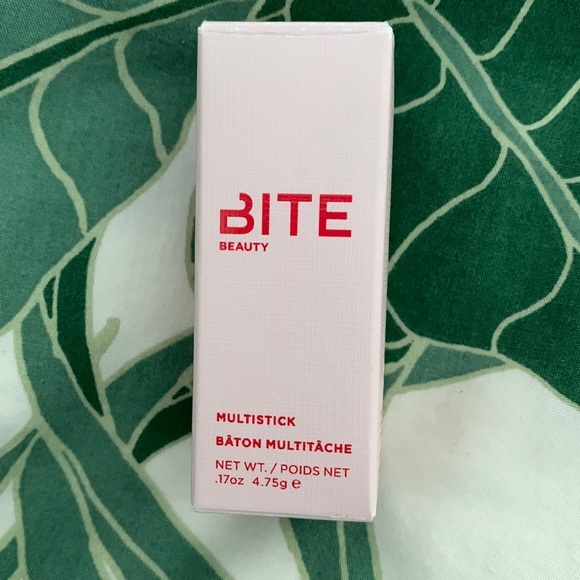 BITE
BEAUTY
MULTISTICK
BÂTON MULTITÂCHE
NET WT. / POIDS NET
.17oz 4.75g ℮